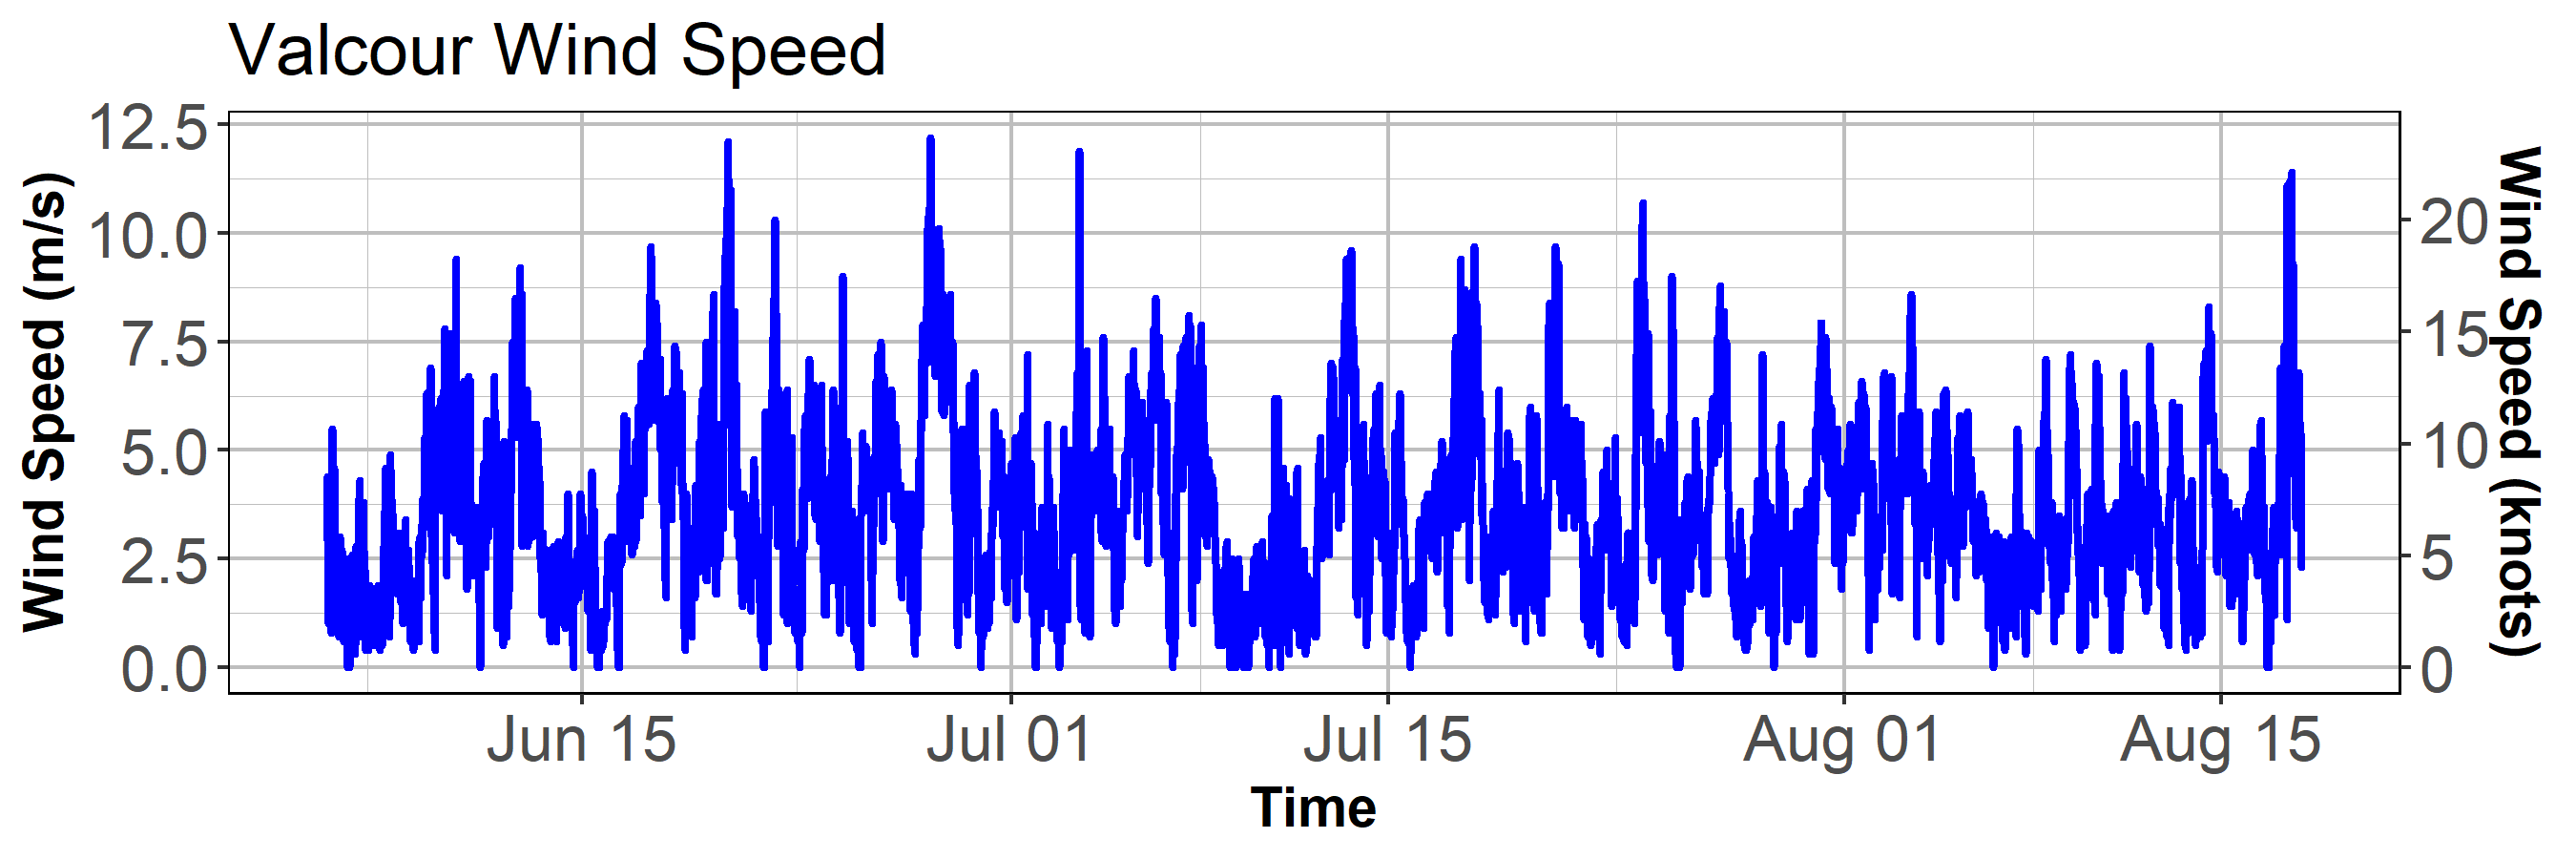 Valcour Wind Speed
Wind Speed (m/s)
12.5
10.0
7.5
5.0
2.5
0.0
20
15
10
5
0
Wind Speed (knots)
Jun 15
Jul 01
Jul 15
Aug 01
Aug 15
Time